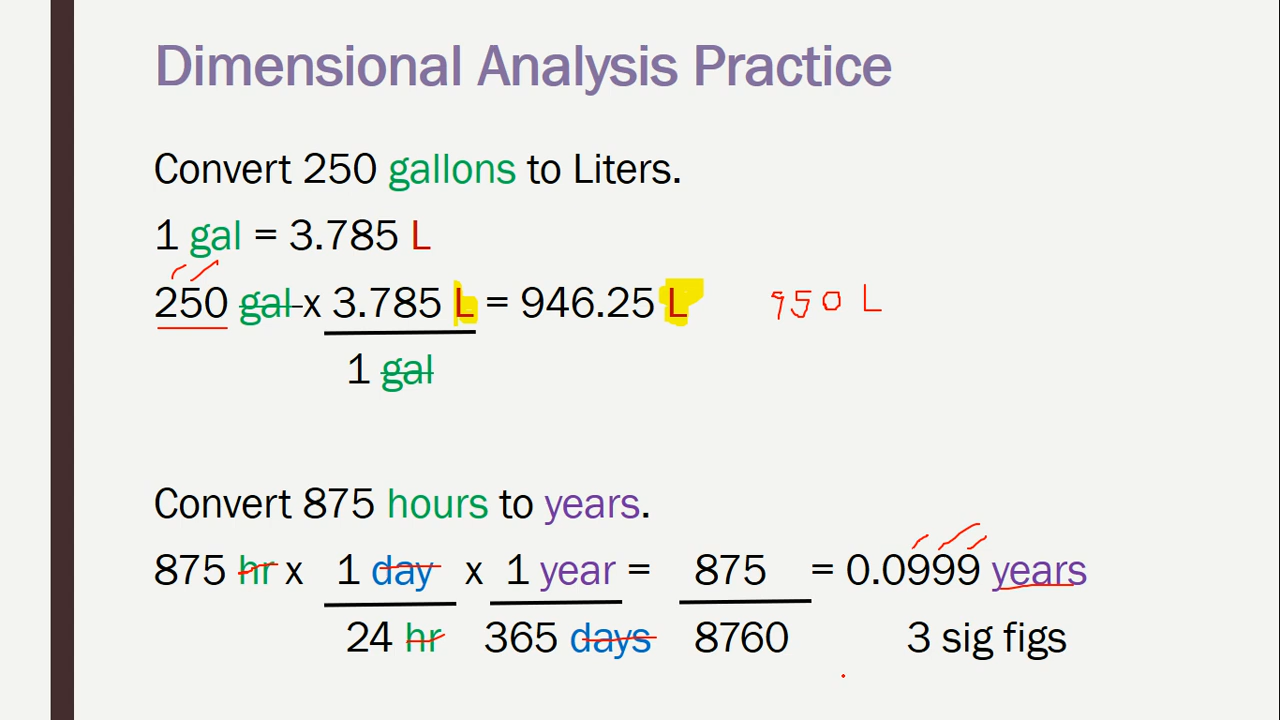 Dimensional Analysis Practice
Convert 250 gallons to Liters.
1 gal = 3.785 L
250 gal x 3.785 L = 946.25 L 950 L
1 gal
Convert 875 hours to years.
875 hr x 1 day x 1 year = 875 = 0.0999 years
24 hr 365 days 8760 3 sig figs